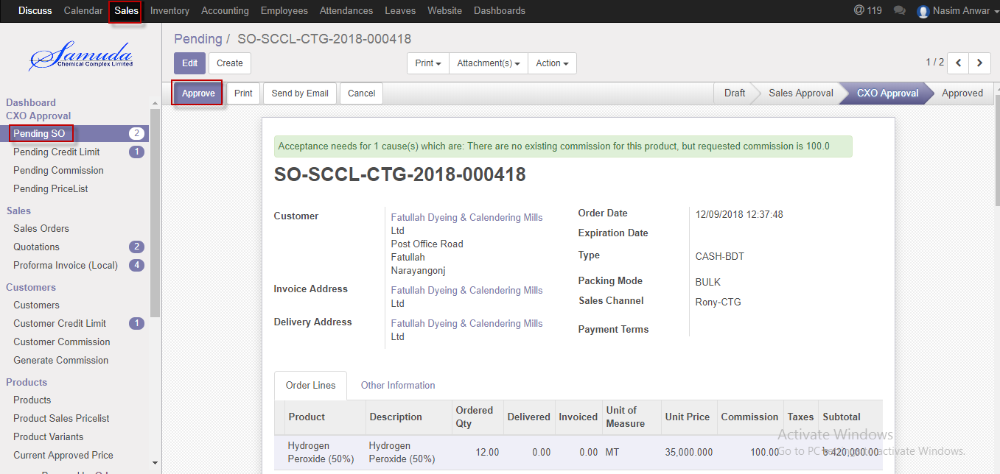 Discuss Calendar Sales Inventory Accounting Employees Attendances Leaves Website Dashboards @ 119 Nasim Anwar
Samuda
Chemical Complex Limited
Dashboard
CXO Approval
Pending SO 2
Pending Credit Limit 1
Pending Commission
Pending PriceList
Sales
Sales Orders
Quotations 2
Proforma Invoice (Local) 4
Customers
Customers
Customer Credit Limit 1
Customer Commission
Generate Commission
Products
Products
Product Sales Pricelist
Product Variants
Current Approved Price
Pending / SO-SCCL-CTG-2018-000418
Edit Create Print Attachment(s) Action 1 / 2
Approve Print Send by Email Cancel Draft Sales Approval CXO Approval Approved
Acceptance needs for 1 cause(s) which are: There are no existing commission for this product, but requested commission is 100.0
SO-SCCL-CTG-2018-000418
Customer Fatullah Dyeing & Calendering Mills
Ltd
Post Office Road
Fatullah
Narayangonj
Invoice Address Fatullah Dyeing & Calendering Mills
Ltd
Delivery Address Fatullah Dyeing & Calendering Mills
Ltd
Order Date 12/09/2018 12:37:48
Expiration Date
Type CASH-BDT
Packing Mode BULK
Sales Channel Rony-CTG
Payment Terms
Order Lines Other Information
Product Description Ordered Qty Delivered Invoiced Unit of Measure Unit Price Commission Taxes Subtotal
Hydrogen Peroxide (50%) Hydrogen Peroxide (50%) 12.00 0.00 0.00 MT 35,000.000 100.00 ৳ 420,000.00
Activate Windows
Go to PC settings to activate Windows.